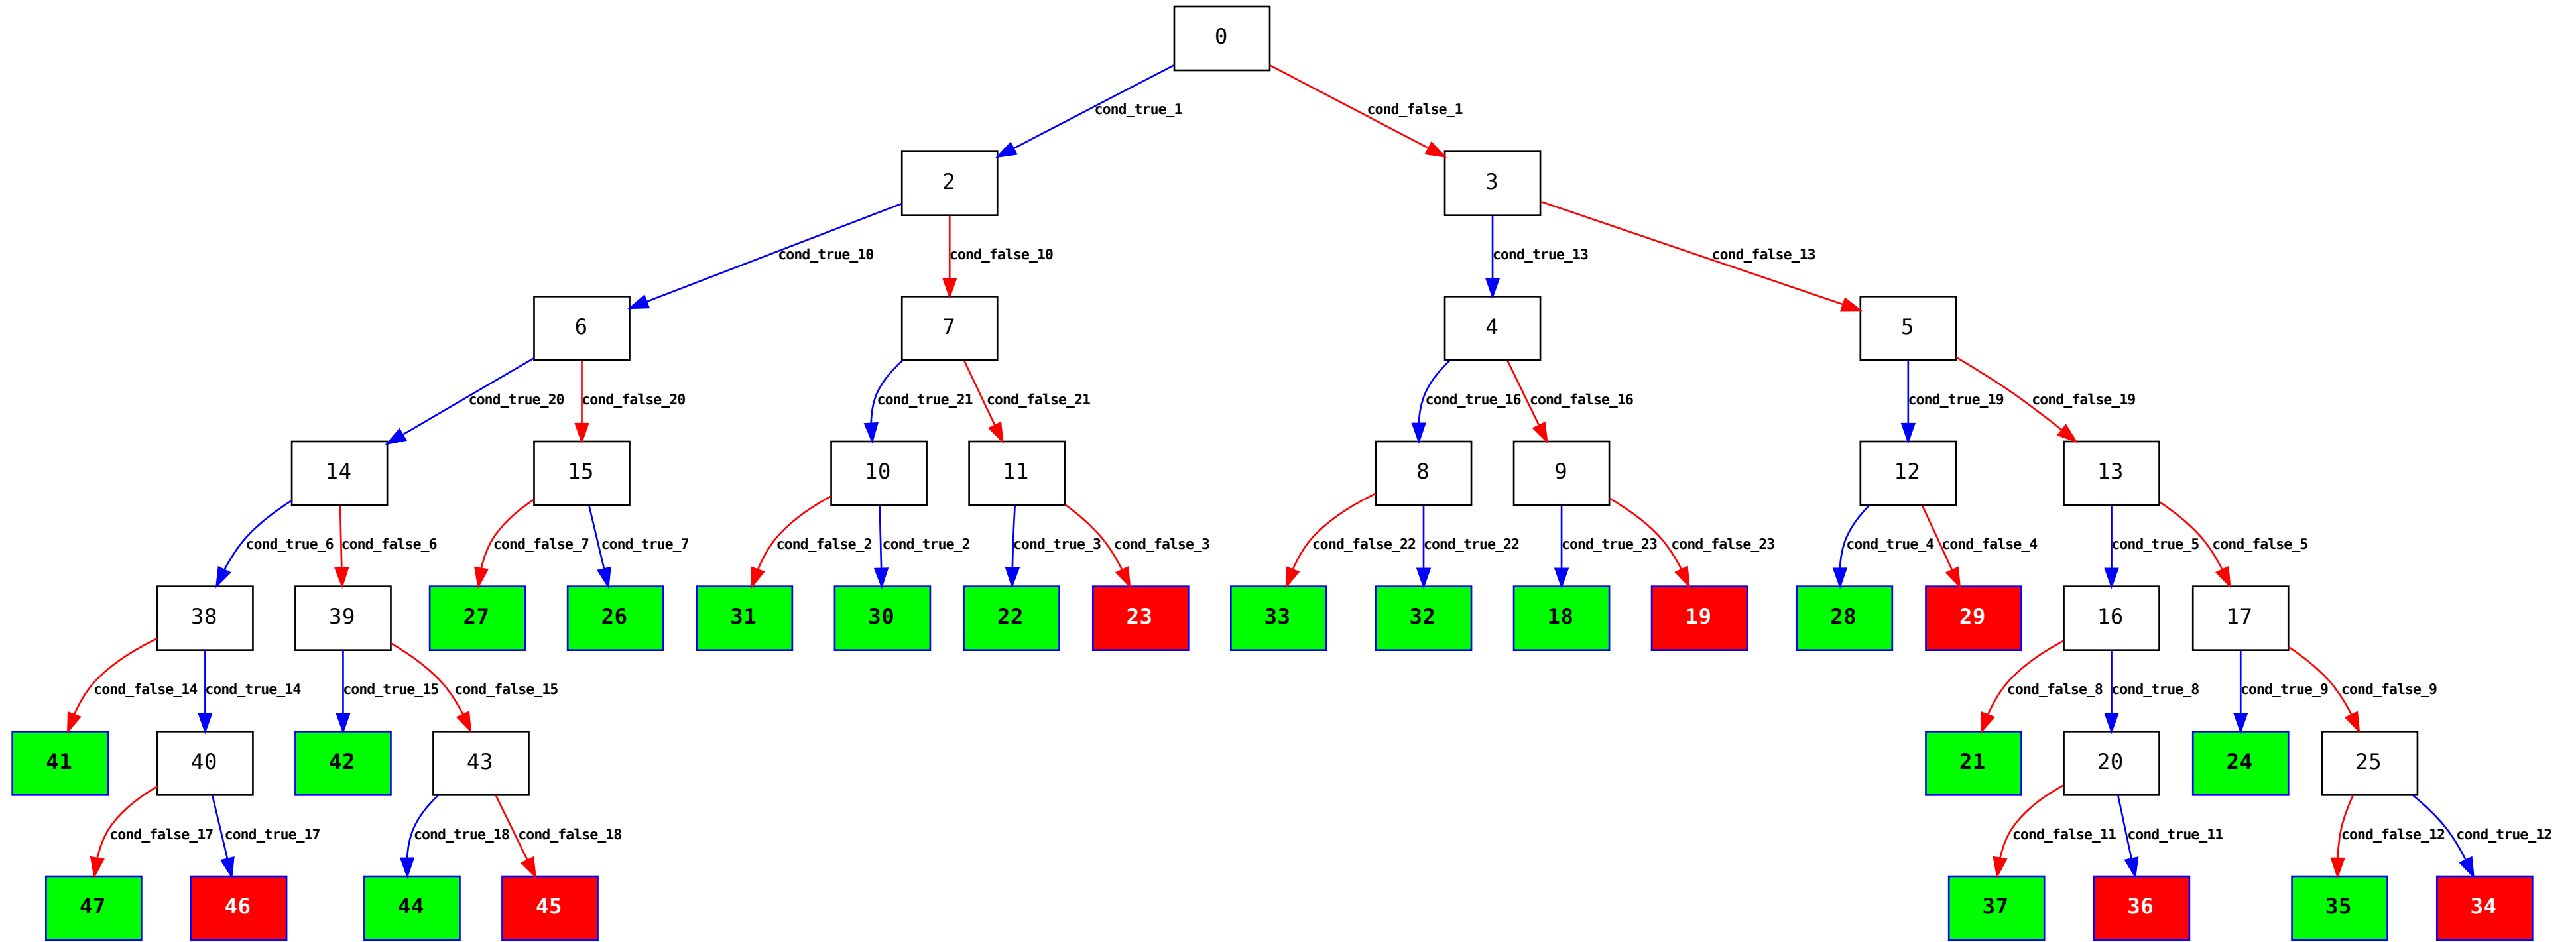 0
cond_true_1 cond_false_1
2 3
cond_true_10 cond_false_10 cond_true_13 cond_false_13
6 7 4 5
cond_true_20 cond_false_20 cond_true_21 cond_false_21 cond_true_16 cond_false_16 cond_true_19 cond_false_19
14 15 10 11 8 9 12 13
cond_true_6 cond_false_6 cond_false_7 cond_true_7 cond_false_2 cond_true_2 cond_true_3 cond_false_3 cond_false_22 cond_true_22 cond_true_23 cond_false_23 cond_true_4 cond_false_4 cond_true_5 cond_false_5
38 39 27 26 31 30 22 23 33 32 18 19 28 29 16 17
cond_false_14 cond_true_14 cond_true_15 cond_false_15 cond_false_8 cond_true_8 cond_true_9 cond_false_9
41 40 42 43 21 20 24 25
cond_false_17 cond_true_17 cond_true_18 cond_false_18 cond_false_11 cond_true_11 cond_false_12 cond_true_12
47 46 44 45 37 36 35 34